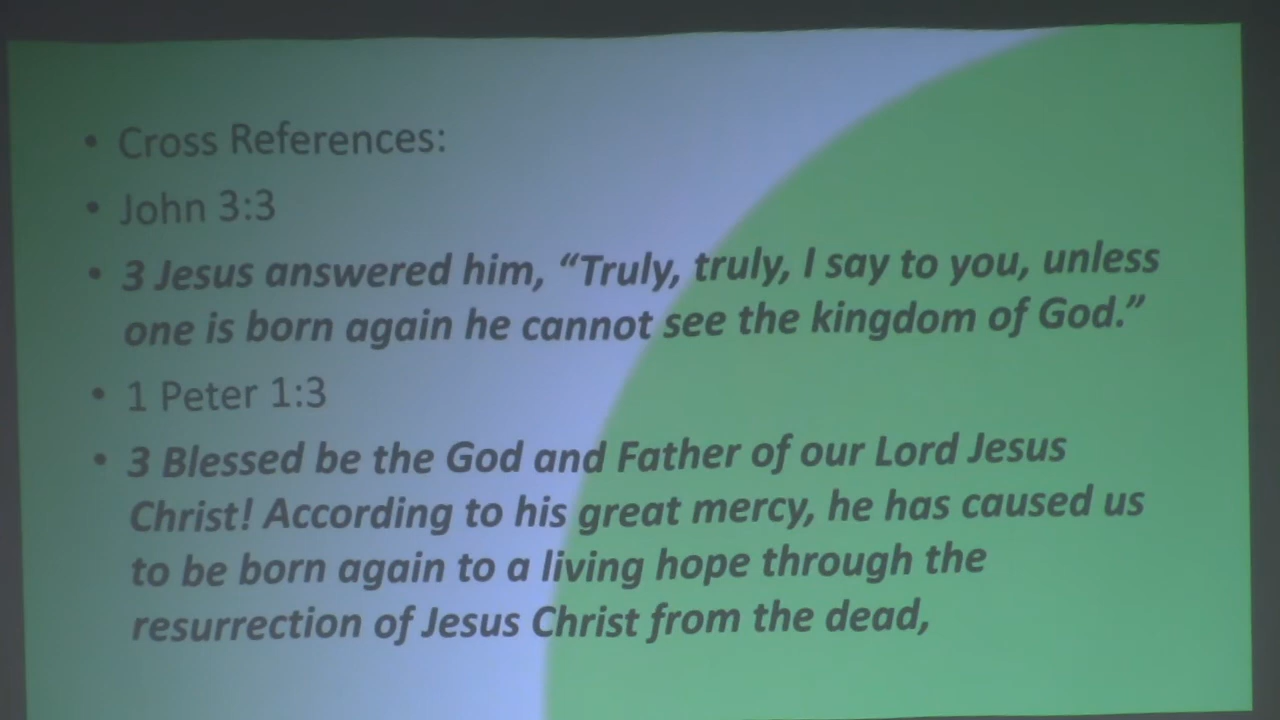 • Cross References:
• John 3:3
• 3 Jesus answered him, “Truly, truly, I say to you, unless
one is born again he cannot see the kingdom of God.”
• 1 Peter 1:3
• 3 Blessed be the God and Father of our Lord Jesus
Christ! According to his great mercy, he has caused us
to be born again to a living hope through the
resurrection of Jesus Christ from the dead,